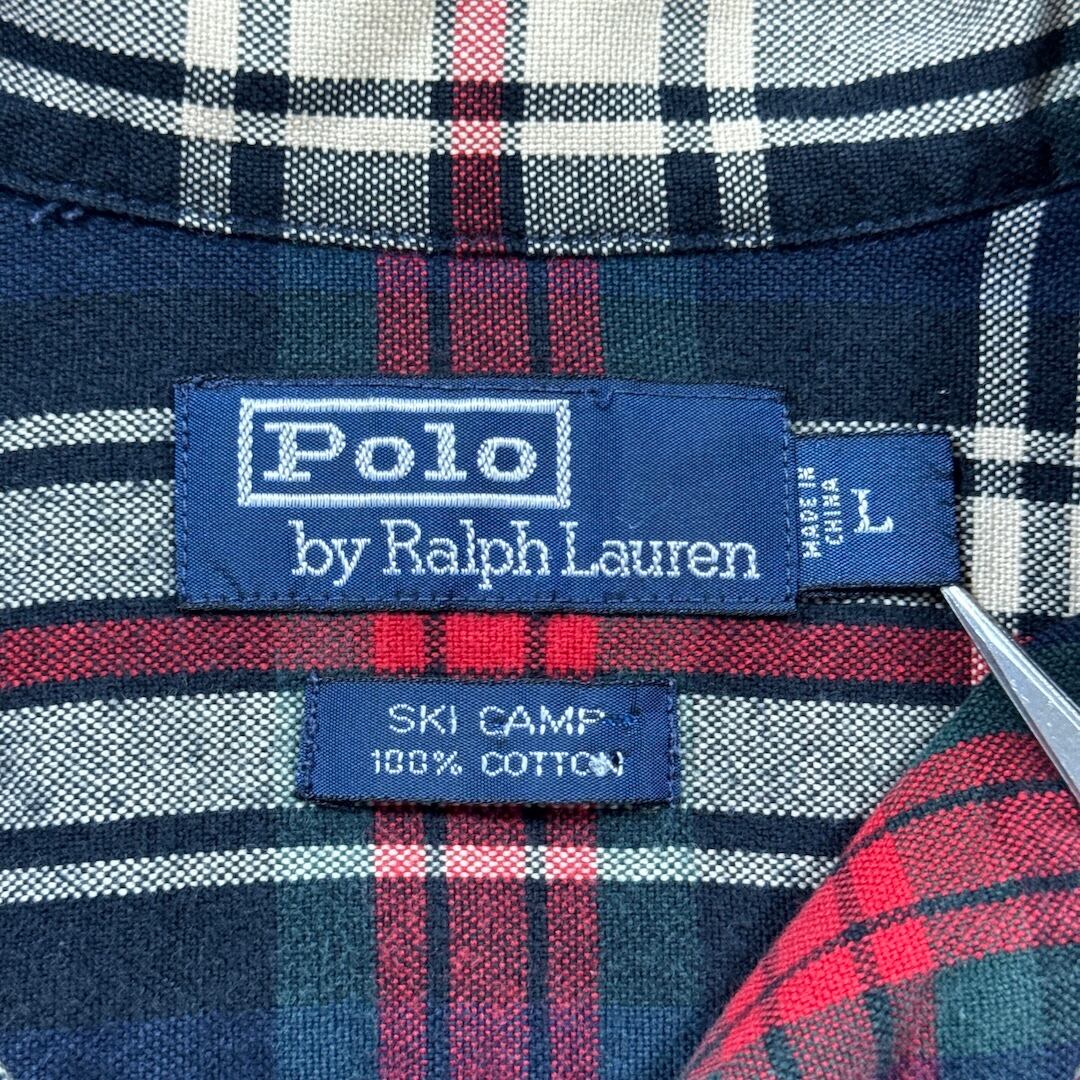 Polo
by Ralph Lauren
MADE IN
CHINA
L
SKI CAMP
100% COTTON